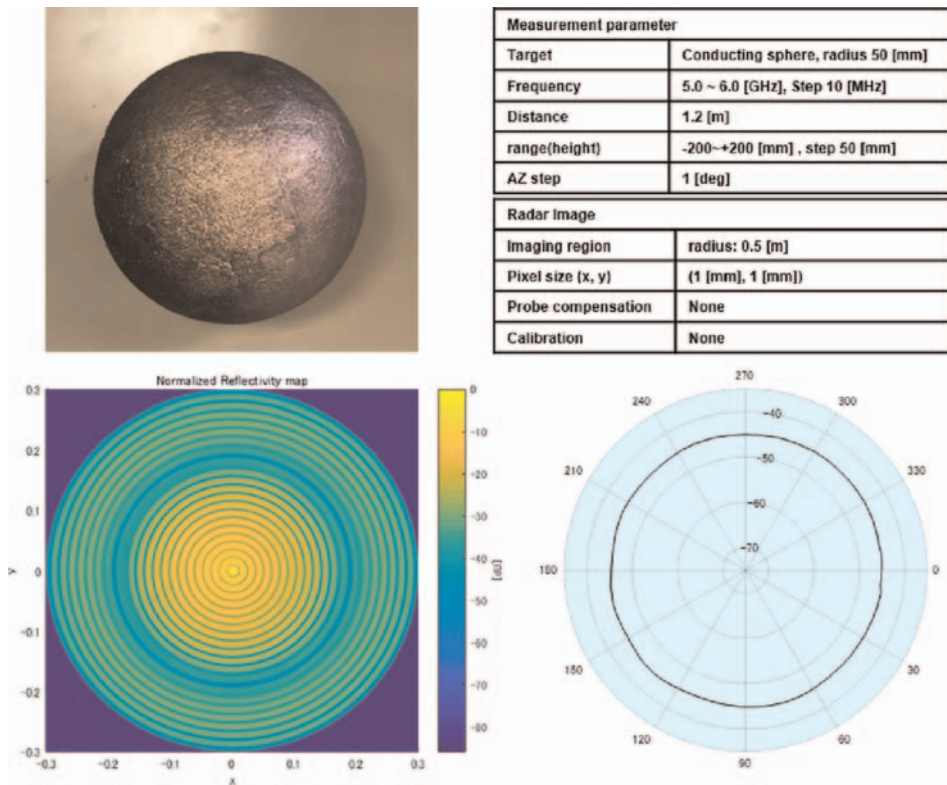 Measurement parameter
Target Conducting sphere, radius 50 [mm]
Frequency 5.0 ~ 6.0 [GHz], Step 10 [MHz]
Distance 1.2 [m]
range(height) -200~+200 [mm] , step 50 [mm]
AZ step 1 [deg]
Radar Image
Imaging region radius: 0.5 [m]
Pixel size (x, y) (1 [mm], 1 [mm])
Probe compensation None
Calibration None
Normalized Reflectivity map
0.3
0.2
0.1
0
-0.1
-0.2
-0.3
y
-0.3 -0.2 -0.1 0 0.1 0.2 0.3
x
0
-10
-20
-30
-40
-50
-60
-70
-80
[dB]
270
240 300
-40
210 -50 330
-60
-70
180 0
150 30
120 60
90